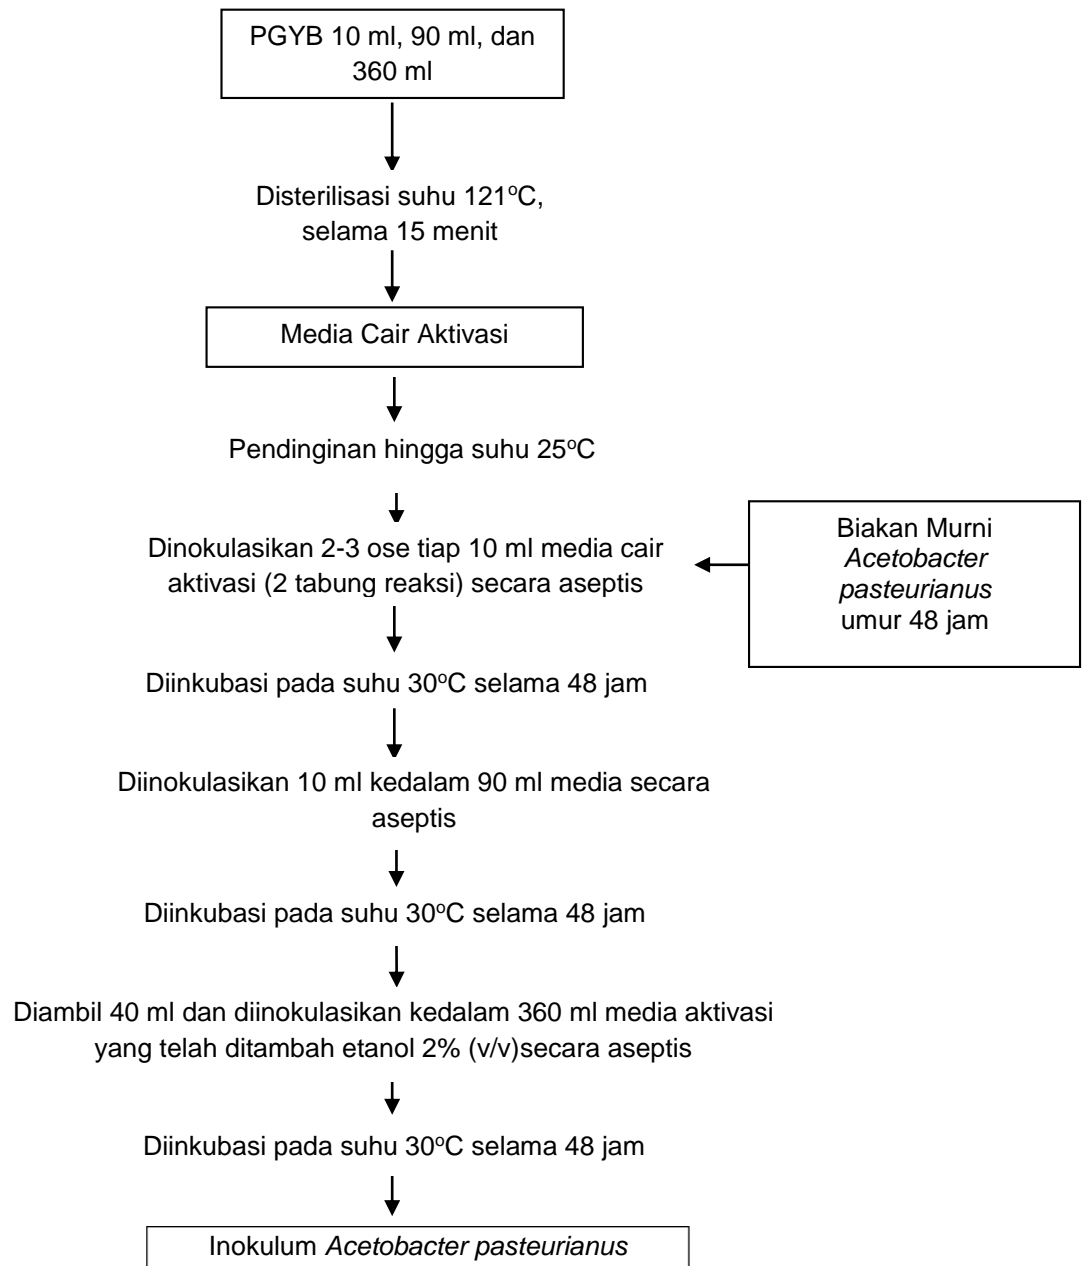 PGYB 10 ml, 90 ml, dan
360 ml
Disterilisasi suhu 121°C,
selama 15 menit
Media Cair Aktivasi
Pendinginan hingga suhu 25°C
Dinokulasikan 2-3 ose tiap 10 ml media cair
aktivasi (2 tabung reaksi) secara aseptis
Biakan Murni
Acetobacter
pasteurianus
umur 48 jam
Diinkubasi pada suhu 30°C selama 48 jam
Diinokulasikan 10 ml kedalam 90 ml media secara
aseptis
Diinkubasi pada suhu 30°C selama 48 jam
Diambil 40 ml dan diinokulasikan kedalam 360 ml media aktivasi
yang telah ditambah etanol 2% (v/v)secara aseptis
Diinkubasi pada suhu 30°C selama 48 jam
Inokulum Acetobacter pasteurianus